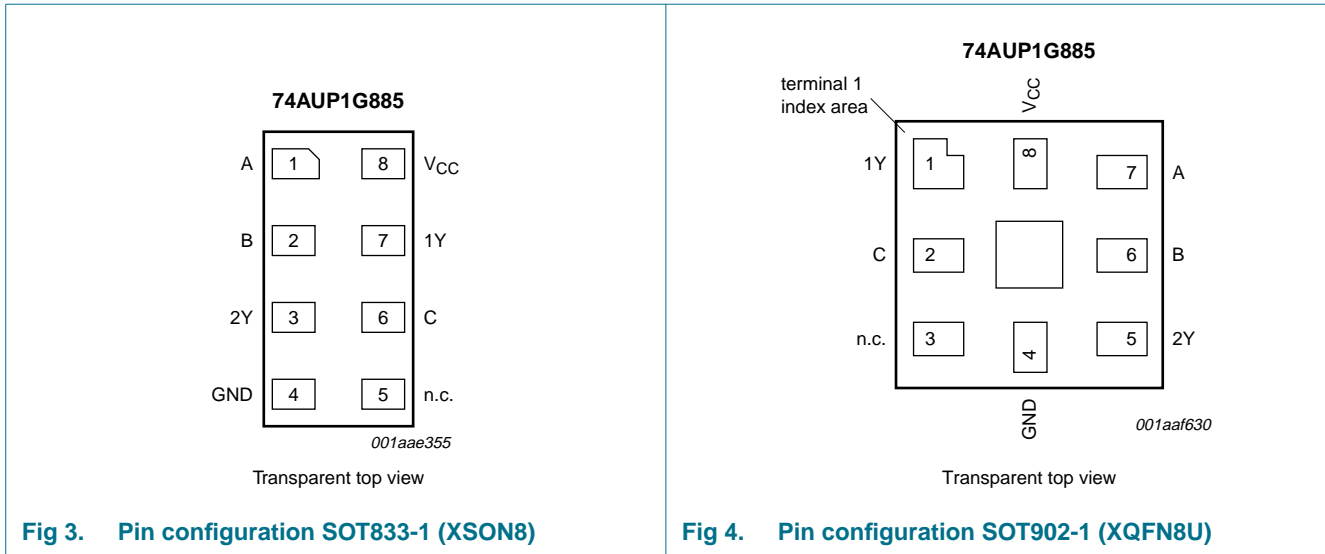 74AUP1G885
A 1 8 VCC
B 2 7 1Y
2Y 3 6 C
GND 4 5 n.c.
001aae355
Transparent top view
Fig 3. Pin configuration SOT833-1 (XSON8)
74AUP1G885
terminal 1
index area
VCC
1Y 1 8 7 A
C 2 6 B
n.c. 3 4 5 2Y
GND
001aaf630
Transparent top view
Fig 4. Pin configuration SOT902-1 (XQFN8U)